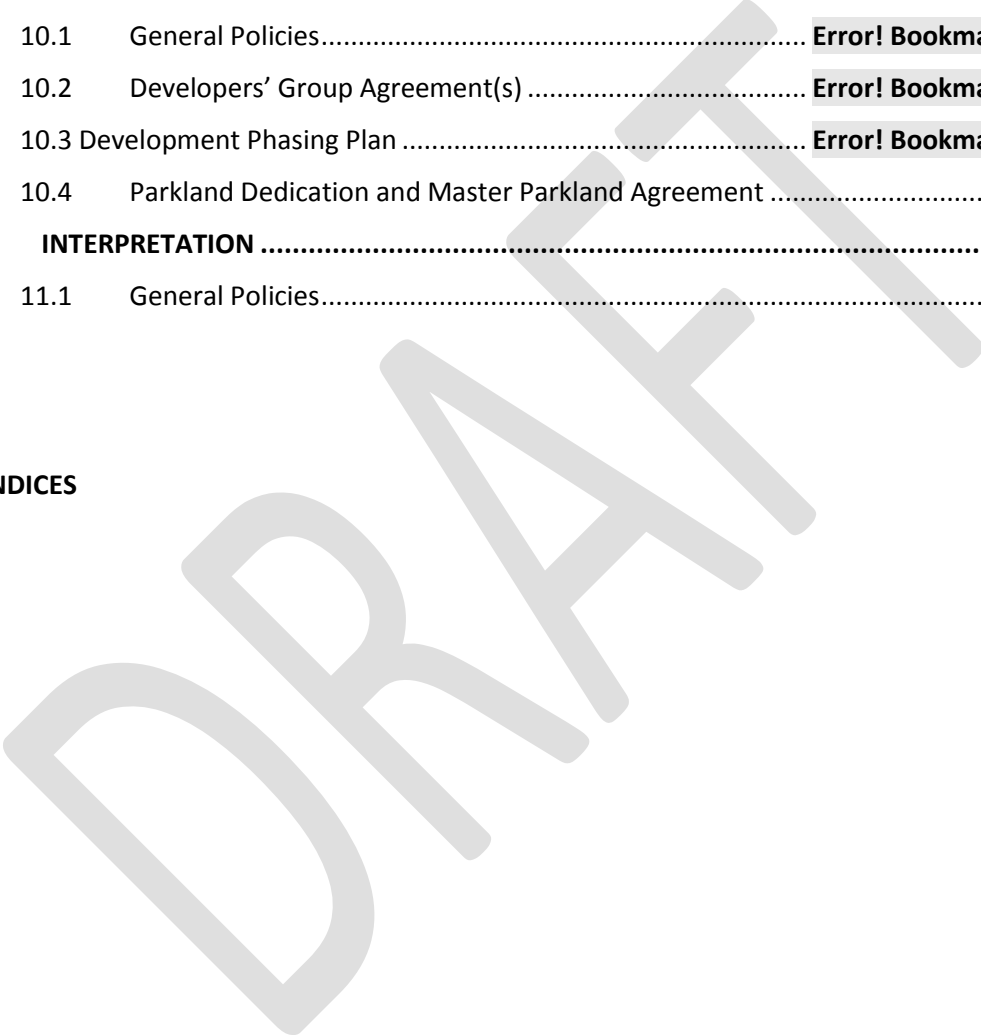 10.1 General Policies................................................................ Error! Bookma
10.2 Developers’ Group Agreement(s) ..................................... Error! Bookma
10.3 Development Phasing Plan ..................................................... Error! Bookma
10.4 Parkland Dedication and Master Parkland Agreement ............................
INTERPRETATION ...............................................................................................
11.1 General Policies.......................................................................................
NDICES
DRAFT